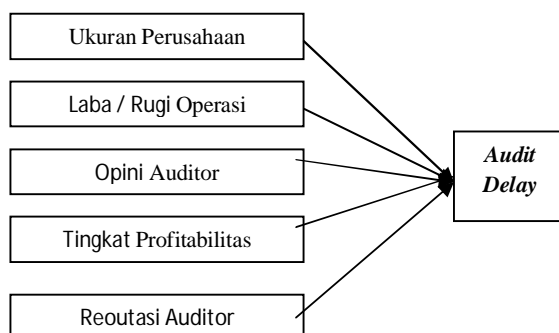 Ukuran Perusahaan
Laba / Rugi Operasi
Opini Auditor
Tingkat Profitabilitas
Reoutasi Auditor
Audit
Delay